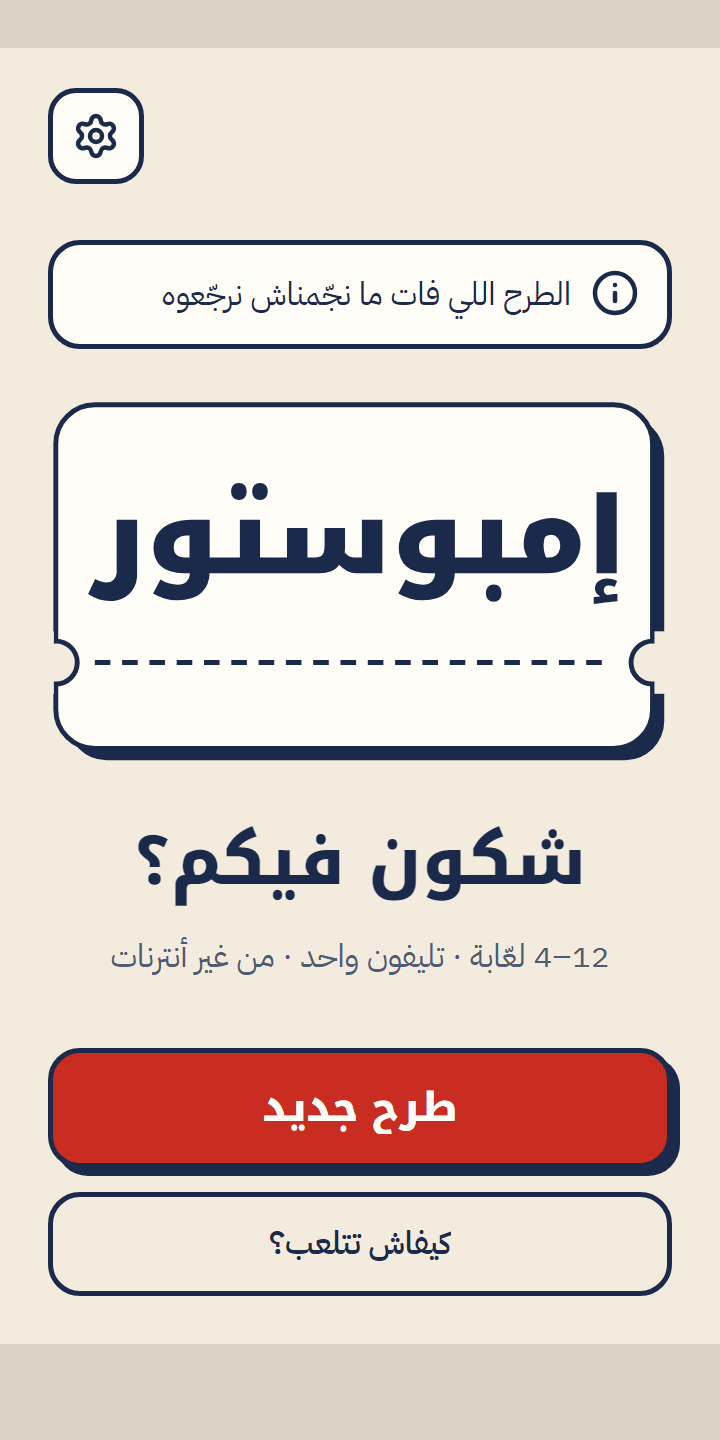 الطرح اللي فات ما نجّمناش نرجّعوه
إمبوستور
شكون فيكم؟
4–12 لعّابة · تليفون واحد · من غير أنترنات
طرح جديد
كيفاش تتلعب؟